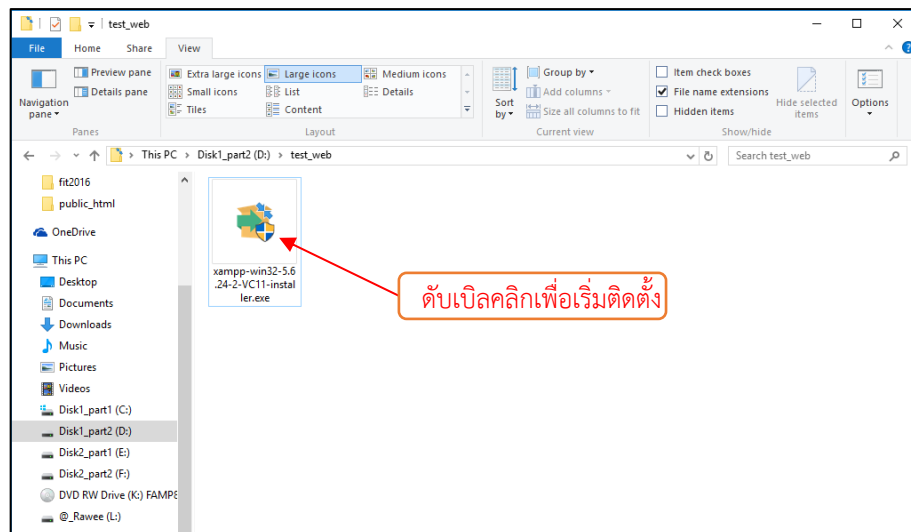 test_web
File Home Share View
Navigation pane
Preview pane
Details pane
Panes
Extra large icons Large icons Medium icons
Small icons List Details
Tiles Content
Layout
Sort by
Group by
Add columns
Size all columns to fit
Current view
Item check boxes
File name extensions
Hidden items
Hide selected items
Show/hide
Options
This PC Disk1_part2 (D:) test_web
Search test_web
fit2016
public_html
OneDrive
This PC
Desktop
Documents
Downloads
Music
Pictures
Videos
Disk1_part1 (C:)
Disk1_part2 (D:)
Disk2_part1 (E:)
Disk2_part2 (F:)
DVD RW Drive (K:) FAMPE
@_Rawee (L:)
xampp-win32-5.6
.24-2-VC11-instal
ler.exe
ดับเบิลคลิกเพื่อเริ่มติดตั้ง